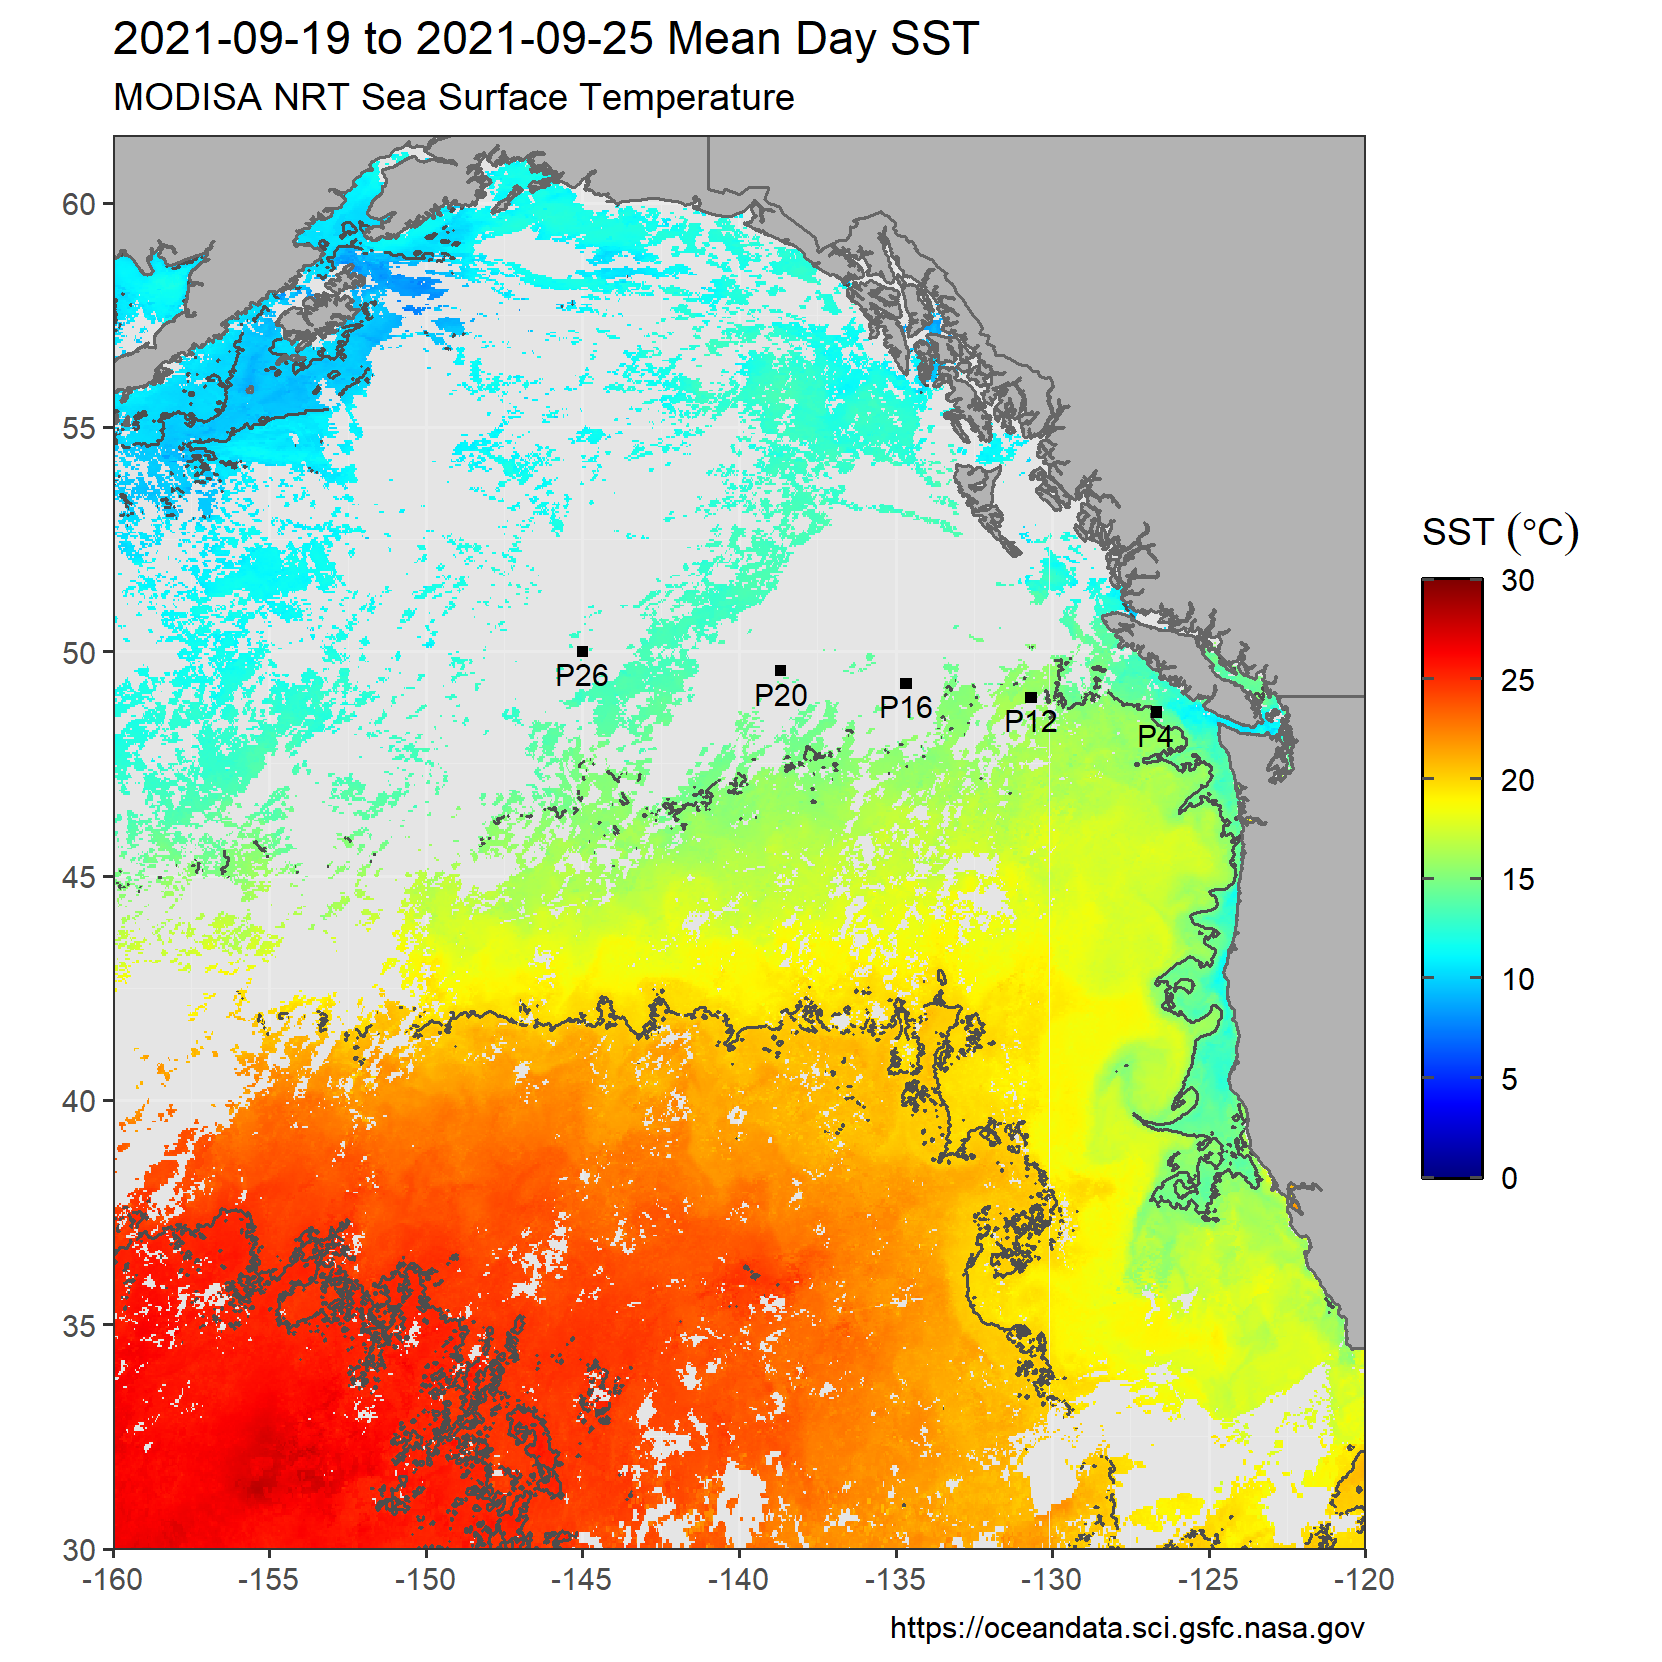 2021-09-19 to 2021-09-25 Mean Day SST
MODISA NRT Sea Surface Temperature
60
55
50
45
40
35
30
P26
P20
P16
P12
P4
-160
-155
-150
-145
-140
-135
-130
-125
-120
SST (°C)
30
25
20
15
10
5
0
https://oceandata.sci.gsfc.nasa.gov